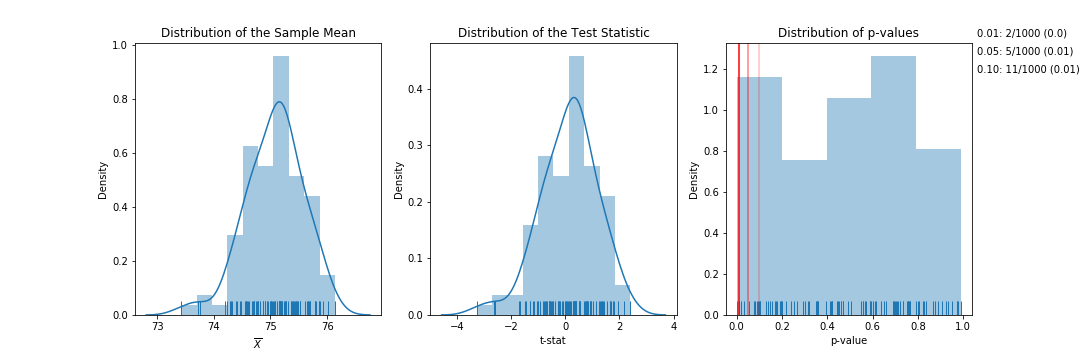 Distribution of the Sample Mean
Density
1.0
0.8
0.6
0.4
0.2
0.0
73
74
75
76
X̅
Distribution of the Test Statistic
Density
0.4
0.3
0.2
0.1
0.0
−4
−2
0
2
4
t-stat
Distribution of p-values
Density
1.2
1.0
0.8
0.6
0.4
0.2
0.0
0.0
0.2
0.4
0.6
0.8
1.0
p-value
0.01: 2/1000 (0.0)
0.05: 5/1000 (0.01)
0.10: 11/1000 (0.01)